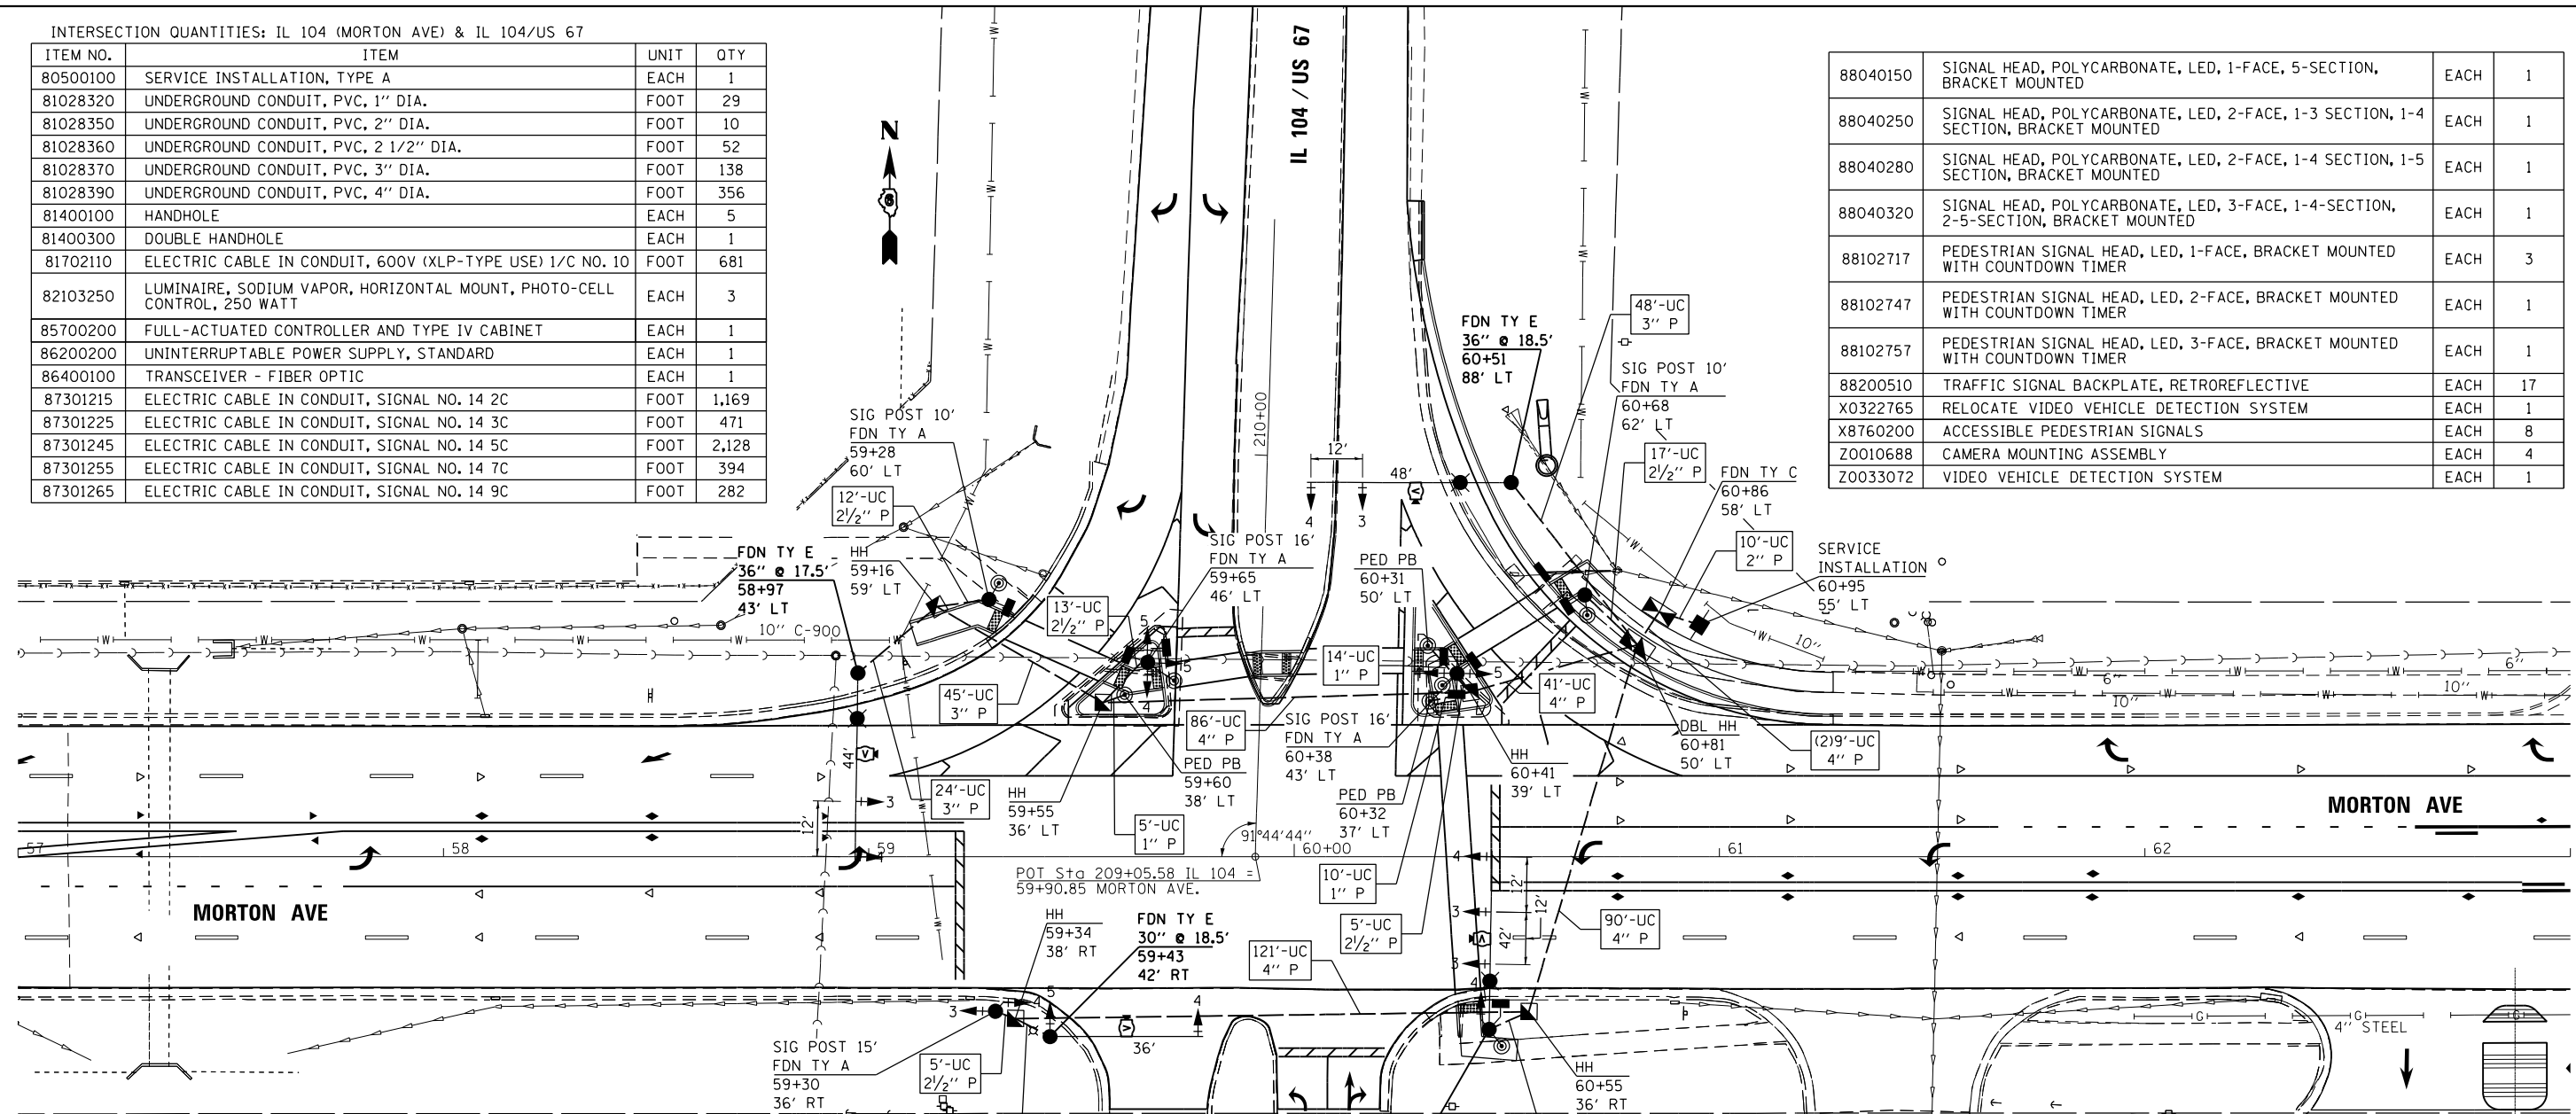 INTERSECTION QUANTITIES: IL 104 (MORTON AVE) & IL 104/US 67
ITEM NO. ITEM UNIT QTY
80500100 SERVICE INSTALLATION, TYPE A EACH 1
81028320 UNDERGROUND CONDUIT, PVC, 1'' DIA. FOOT 29
81028350 UNDERGROUND CONDUIT, PVC, 2'' DIA. FOOT 10
81028360 UNDERGROUND CONDUIT, PVC, 2 1/2'' DIA. FOOT 52
81028370 UNDERGROUND CONDUIT, PVC, 3'' DIA. FOOT 138
81028390 UNDERGROUND CONDUIT, PVC, 4'' DIA. FOOT 356
81400100 HANDHOLE EACH 5
81400300 DOUBLE HANDHOLE EACH 1
81702110 ELECTRIC CABLE IN CONDUIT, 600V (XLP-TYPE USE) 1/C NO. 10 FOOT 681
82103250 LUMINAIRE, SODIUM VAPOR, HORIZONTAL MOUNT, PHOTO-CELL
CONTROL, 250 WATT EACH 3
85700200 FULL-ACTUATED CONTROLLER AND TYPE IV CABINET EACH 1
86200200 UNINTERRUPTABLE POWER SUPPLY, STANDARD EACH 1
86400100 TRANSCEIVER - FIBER OPTIC EACH 1
87301215 ELECTRIC CABLE IN CONDUIT, SIGNAL NO. 14 2C FOOT 1,169
87301225 ELECTRIC CABLE IN CONDUIT, SIGNAL NO. 14 3C FOOT 471
87301245 ELECTRIC CABLE IN CONDUIT, SIGNAL NO. 14 5C FOOT 2,128
87301255 ELECTRIC CABLE IN CONDUIT, SIGNAL NO. 14 7C FOOT 394
87301265 ELECTRIC CABLE IN CONDUIT, SIGNAL NO. 14 9C FOOT 282
88040150 SIGNAL HEAD, POLYCARBONATE, LED, 1-FACE, 5-SECTION,
BRACKET MOUNTED EACH 1
88040250 SIGNAL HEAD, POLYCARBONATE, LED, 2-FACE, 1-3 SECTION, 1-4
SECTION, BRACKET MOUNTED EACH 1
88040280 SIGNAL HEAD, POLYCARBONATE, LED, 2-FACE, 1-4 SECTION, 1-5
SECTION, BRACKET MOUNTED EACH 1
88040320 SIGNAL HEAD, POLYCARBONATE, LED, 3-FACE, 1-4-SECTION,
2-5-SECTION, BRACKET MOUNTED EACH 1
88102717 PEDESTRIAN SIGNAL HEAD, LED, 1-FACE, BRACKET MOUNTED
WITH COUNTDOWN TIMER EACH 3
88102747 PEDESTRIAN SIGNAL HEAD, LED, 2-FACE, BRACKET MOUNTED
WITH COUNTDOWN TIMER EACH 1
88102757 PEDESTRIAN SIGNAL HEAD, LED, 3-FACE, BRACKET MOUNTED
WITH COUNTDOWN TIMER EACH 1
88200510 TRAFFIC SIGNAL BACKPLATE, RETROREFLECTIVE EACH 17
X0322765 RELOCATE VIDEO VEHICLE DETECTION SYSTEM EACH 1
X8760200 ACCESSIBLE PEDESTRIAN SIGNALS EACH 8
Z0010688 CAMERA MOUNTING ASSEMBLY EACH 4
Z0033072 VIDEO VEHICLE DETECTION SYSTEM EACH 1
N
6
IL 104 / US 67
1210+00
SIG POST 10'
FDN TY A
59+28
60' LT
12'-UC
2½'' P
FDN TY E
36'' @ 17.5'
58+97
43' LT
HH
59+16
59' LT
10'' C-900
13'-UC
2½'' P
SIG POST 16'
FDN TY A
59+65
46' LT
12'
48'
4 3
FDN TY E
36'' @ 18.5'
60+51
88' LT
48'-UC
3'' P
SIG POST 10'
FDN TY A
60+68
62' LT
17'-UC
2½'' P
FDN TY C
60+86
58' LT
10'-UC
2'' P
SERVICE
INSTALLATION
60+95
55' LT
PED PB
60+31
50' LT
14'-UC
1'' P
45'-UC
3'' P
86'-UC
4'' P
SIG POST 16'
FDN TY A
60+38
43' LT
41'-UC
4'' P
DBL HH
60+81
50' LT
(2)9'-UC
4'' P
10''
6''
6''
10''
10''
44'
12'
24'-UC
3'' P
HH
59+55
36' LT
PED PB
59+60
38' LT
5'-UC
1'' P
HH
60+41
39' LT
PED PB
60+32
37' LT
91°44'44''
POT Sta 209+05.58 IL 104 =
59+90.85 MORTON AVE.
57 58 59 60+00 61 62
MORTON AVE
MORTON AVE
10'-UC
1'' P
5'-UC
2½'' P
12'
12'
42'
90'-UC
4'' P
HH
59+34
38' RT
FDN TY E
30'' @ 18.5'
59+43
42' RT
121'-UC
4'' P
36'
SIG POST 15'
FDN TY A
59+30
36' RT
5'-UC
2½'' P
HH
60+55
36' RT
4'' STEEL